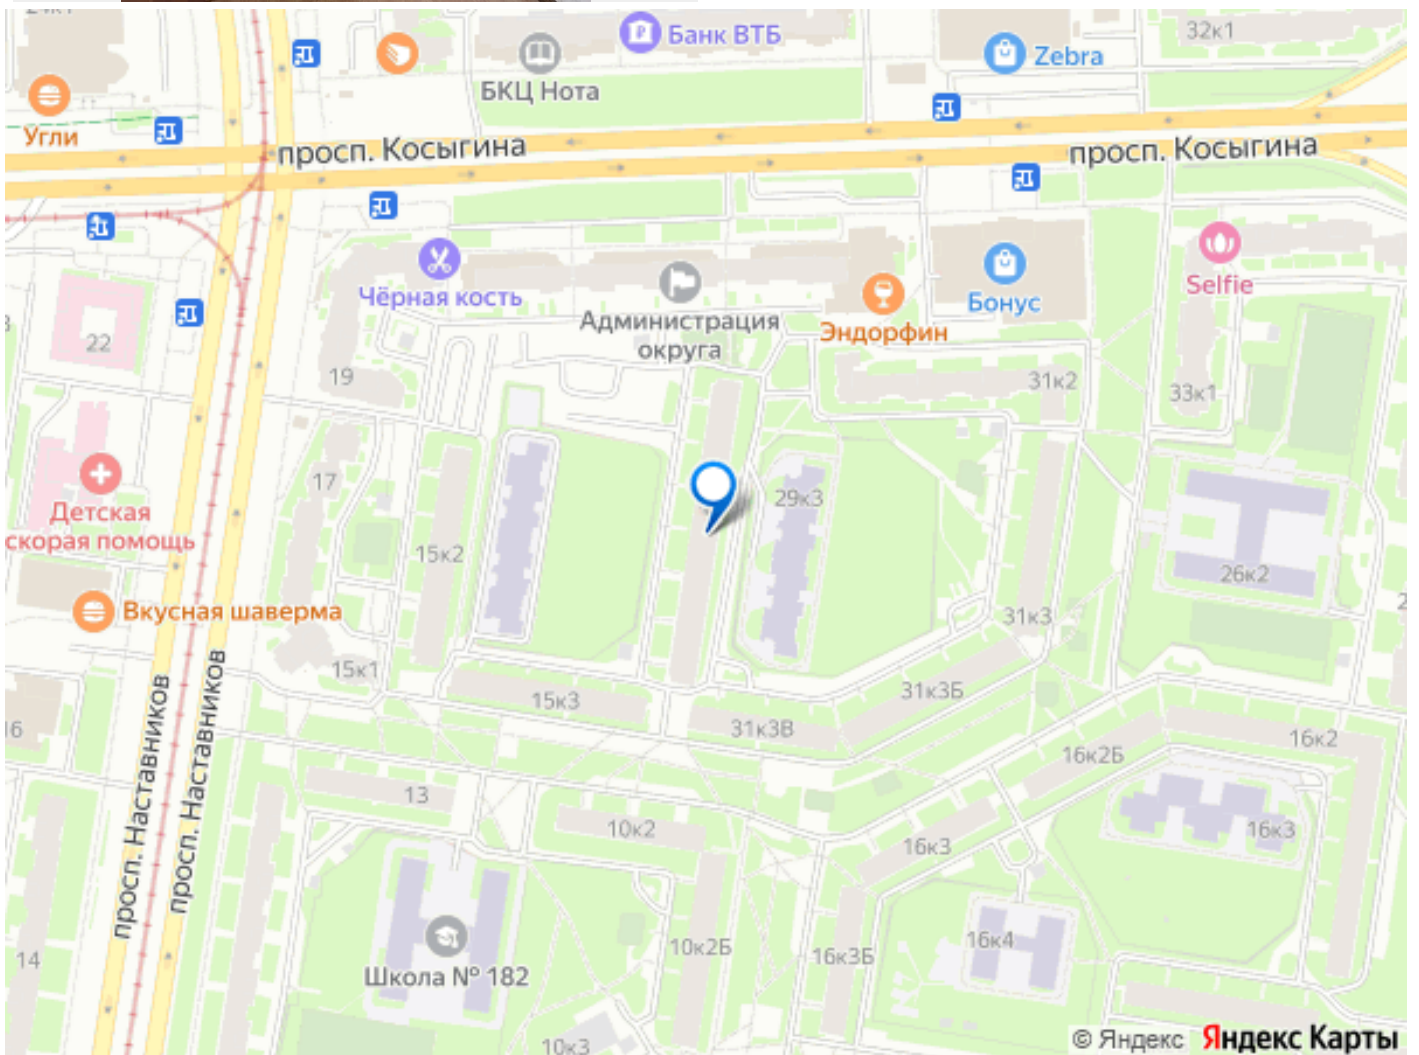 32к1
Банк ВТБ
Zebra
БКЦ Нота
Угли
просп. Косыгина
просп. Косыгина
Чёрная кость
Selfie
Бонус
Администрация
округа
Эндорфин
22
19
31к2
33к1
17
29к3
Детская
скорая помощь
15к2
26к2
Вкусная шаверма
31к3
15к1
31к3Б
15к3
31к3В
16
просп. Наставников
просп. Наставников
16к2
16к2Б
13
10к2
16к3
16к3
10к2Б
16к4
16к3Б
14
Школа № 182
10к3
© Яндекс Яндекс Карты